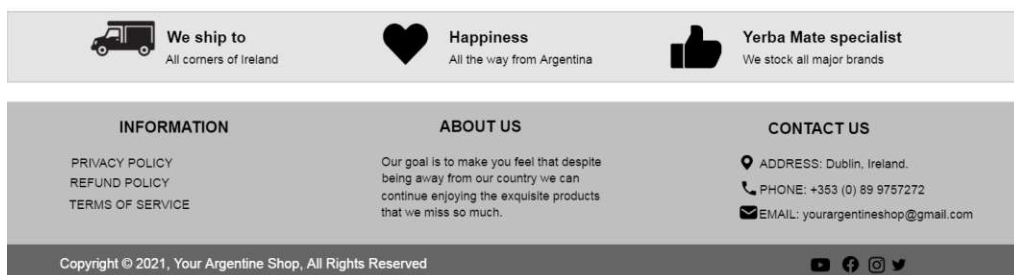 We ship to
All corners of Ireland
Happiness
All the way from Argentina
Yerba Mate specialist
We stock all major brands
INFORMATION
PRIVACY POLICY
REFUND POLICY
TERMS OF SERVICE
ABOUT US
Our goal is to make you feel that despite
being away from our country we can
continue enjoying the exquisite products
that we miss so much.
CONTACT US
ADDRESS: Dublin, Ireland.
PHONE: +353 (0) 89 9757272
EMAIL: yourargentineshop@gmail.com
Copyright © 2021, Your Argentine Shop, All Rights Reserved